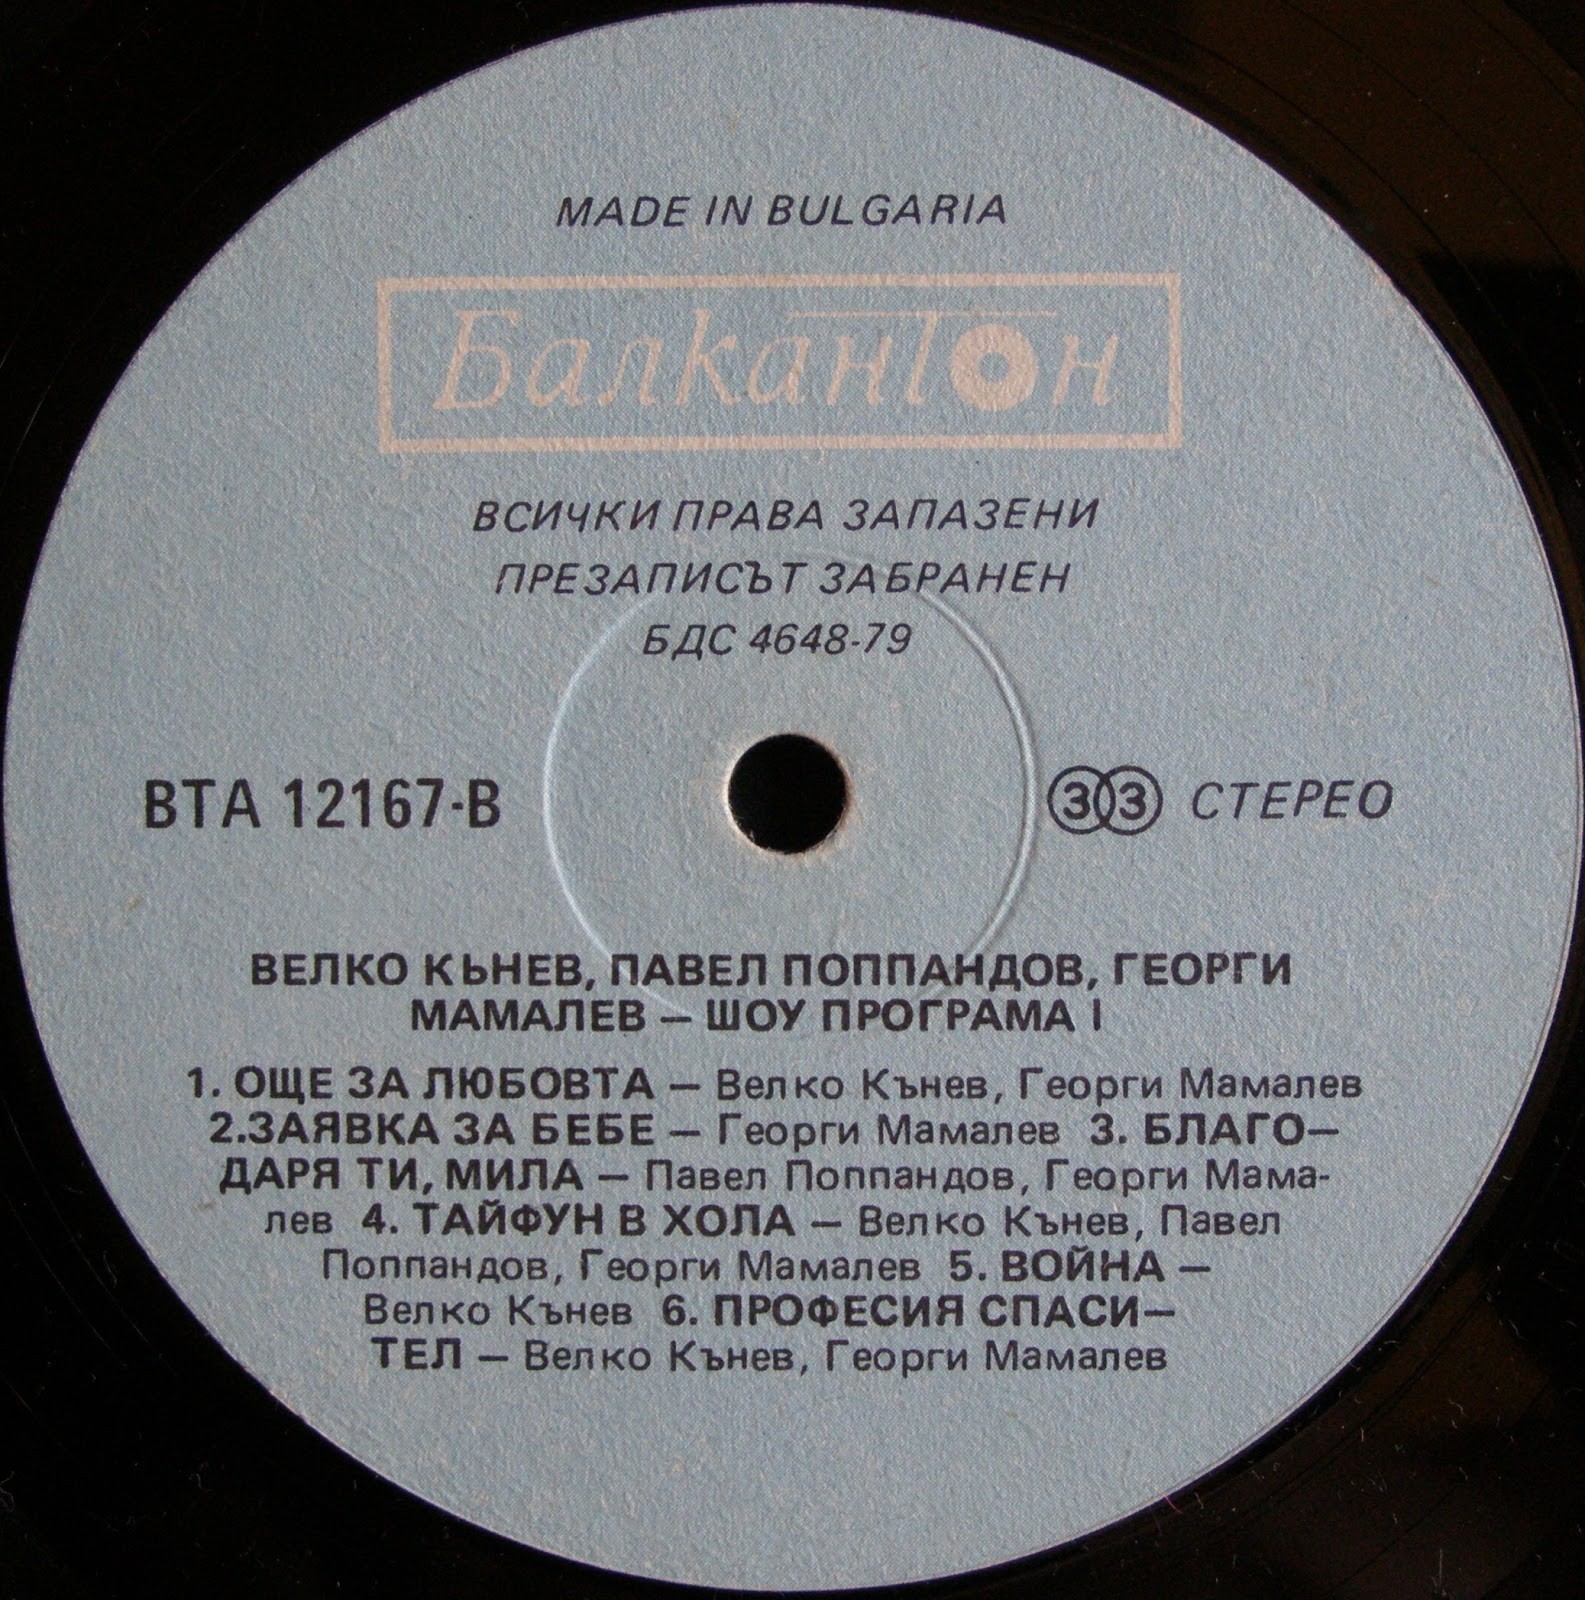 MADE IN BULGARIA
Балкантон
ВСИЧКИ ПРАВА ЗАПАЗЕНИ
ПРЕЗАПИСЪТ ЗАБРАНЕН
БДС 4648-79
ВТА 12167-В
33 СТЕРЕО
ВЕЛКО КЬНЕВ, ПАВЕЛ ПОППАНДОВ, ГЕОРГИ
МАМАЛЕВ – ШОУ ПРОГРАМА I
1. ОЩЕ ЗА ЛЮБОВТА – Велко Кънев, Георги Мамалев
2.ЗАЯВКА ЗА БЕБЕ – Георги Мамалев 3. БЛАГО–
ДАРЯ ТИ, МИЛА – Павел Поппандов, Георги Мама-
лев 4. ТАЙФУН В ХОЛА – Велко Кънев, Павел
Поппандов, Георги Мамалев 5. ВОЙНА –
Велко Кънев 6. ПРОФЕСИЯ СПАСИ–
ТЕЛ – Велко Кънев, Георги Мамалев